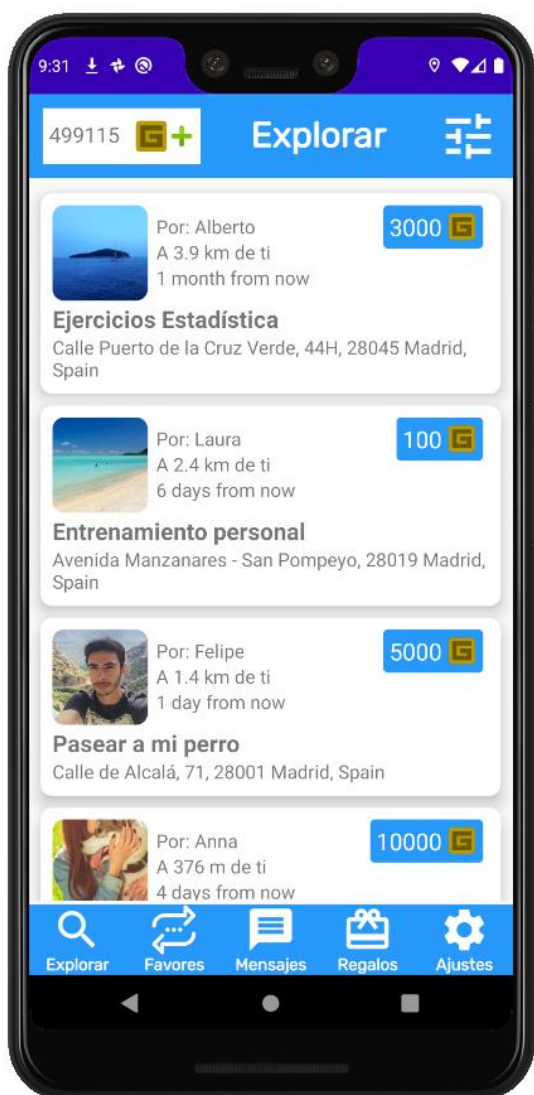 9:31
499115 G+
Explorar
Por: Alberto
3000 G
A 3.9 km de ti
1 month from now
Ejercicios Estadística
Calle Puerto de la Cruz Verde, 44H, 28045 Madrid,
Spain
Por: Laura
100 G
A 2.4 km de ti
6 days from now
Entrenamiento personal
Avenida Manzanares - San Pompeyo, 28019 Madrid,
Spain
Por: Felipe
5000 G
A 1.4 km de ti
1 day from now
Pasear a mi perro
Calle de Alcalá, 71, 28001 Madrid, Spain
Por: Anna
10000 G
A 376 m de ti
4 days from now
Explorar Favores Mensajes Regalos Ajustes